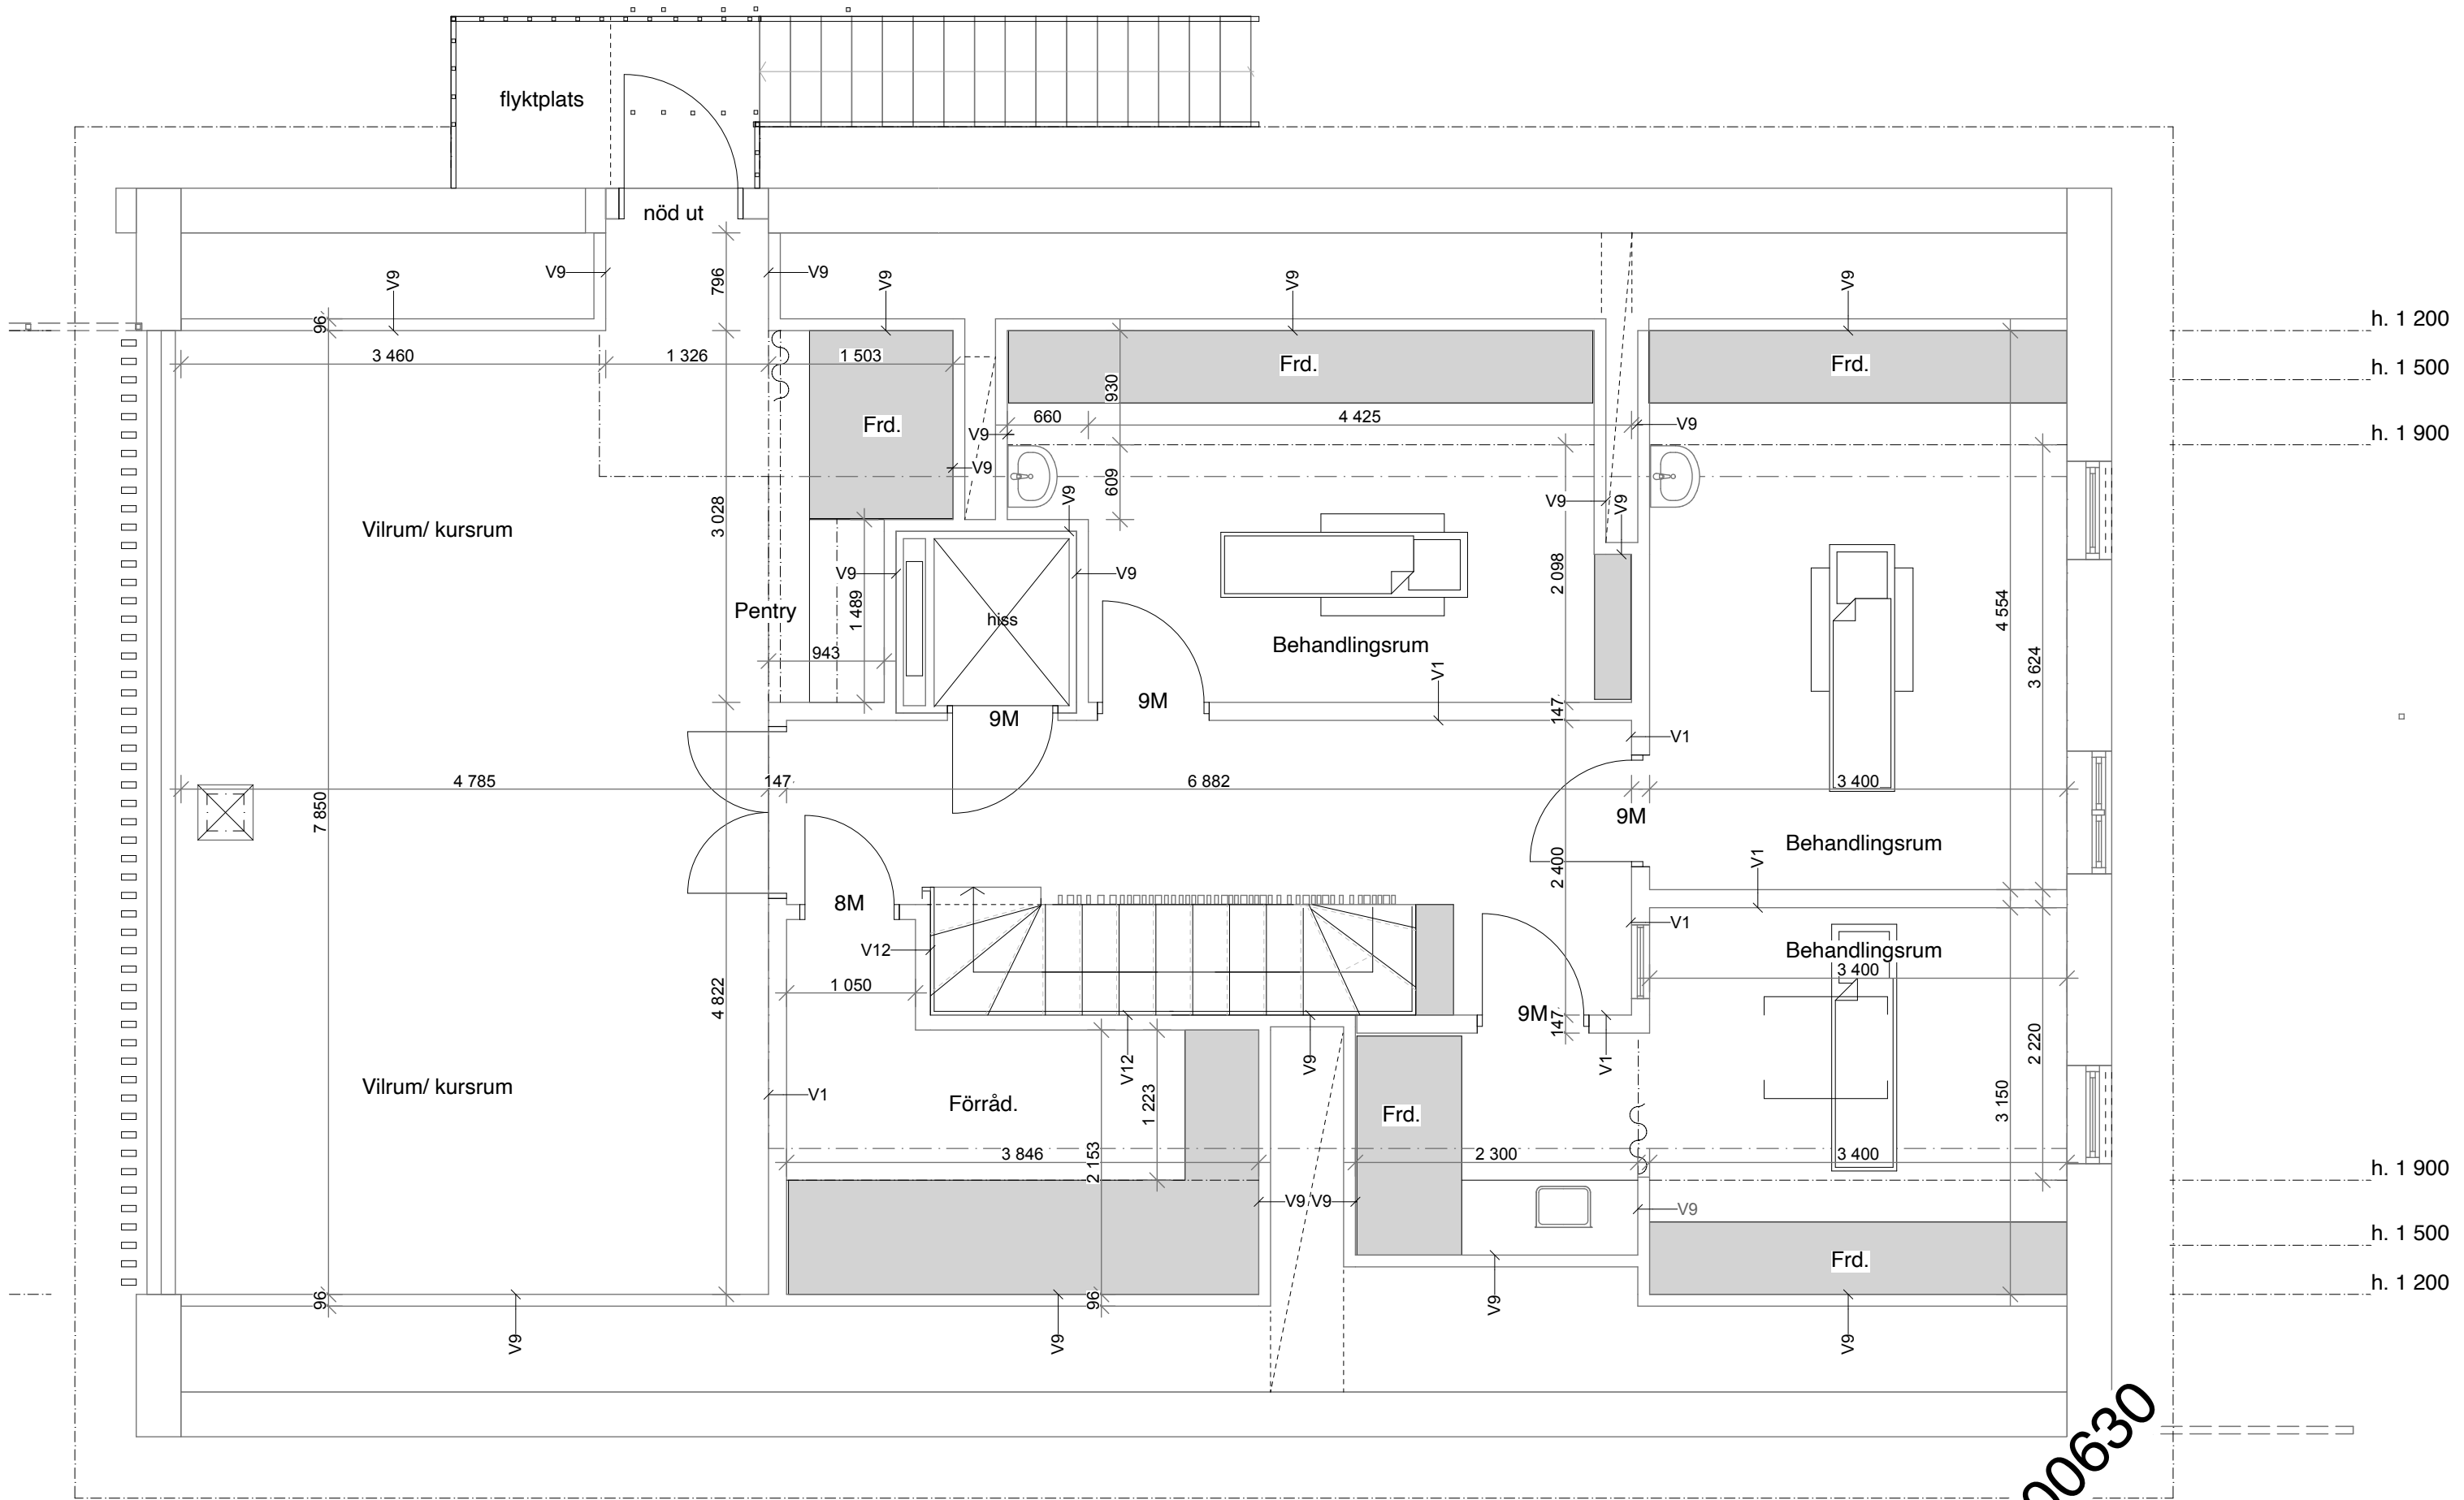 flyktplats
nöd ut
V9
V9
V9
V9
V9
V9
796
96
h. 1 200
3 460
1 326
1 503
Frd.
Frd.
h. 1 500
930
Frd.
660
4 425
V9
V9
h. 1 900
V9
609
V9
V9
V9
Vilrum/ kursrum
3 028
V9
V9
2 098
Pentry
1 489
hiss
4 554
943
Behandlingsrum
3 624
V1
9M
9M
147
V1
4 785
147
6 882
3 400
7 850
9M
Behandlingsrum
2 400
V1
8M
V1
V12
Behandlingsrum
3 400
1 050
4 822
9M
147
2 220
V12
V9
V1
Vilrum/ kursrum
V1
Förråd.
1 223
Frd.
3 150
3 846
2 153
2 300
3 400
h. 1 900
V9
V9
V9
h. 1 500
Frd.
h. 1 200
96
96
V9
V9
V9
V9
00630